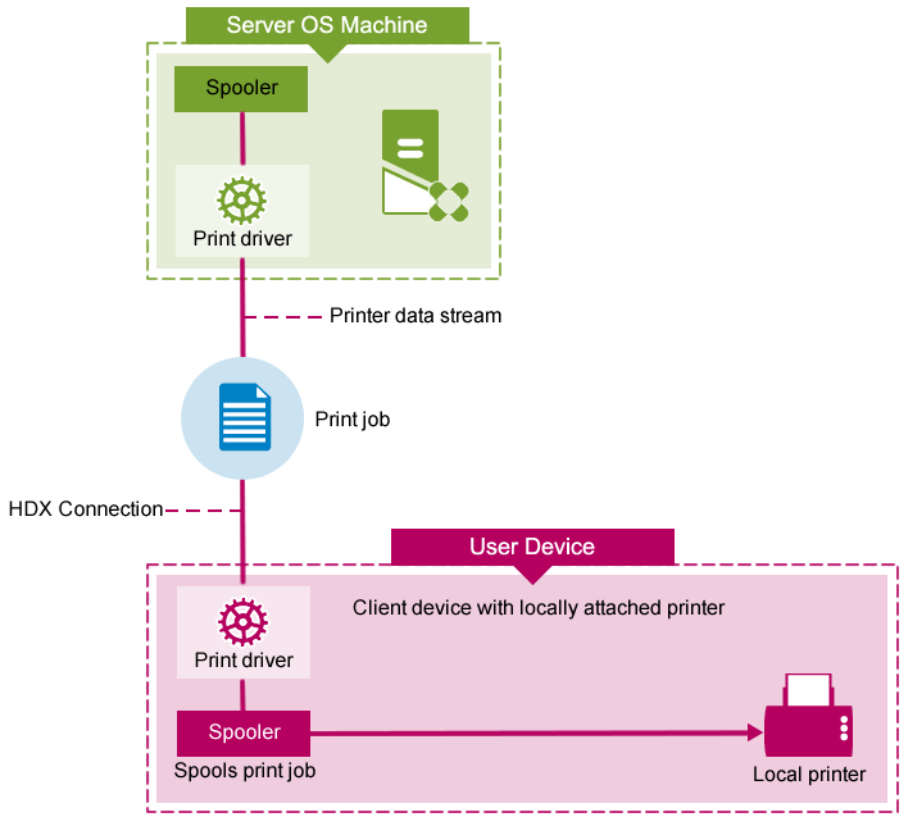 Server OS Machine
Spooler
Print driver
Printer data stream
Print job
HDX Connection
User Device
Client device with locally attached printer
Print driver
Spooler
Spools print job
Local printer